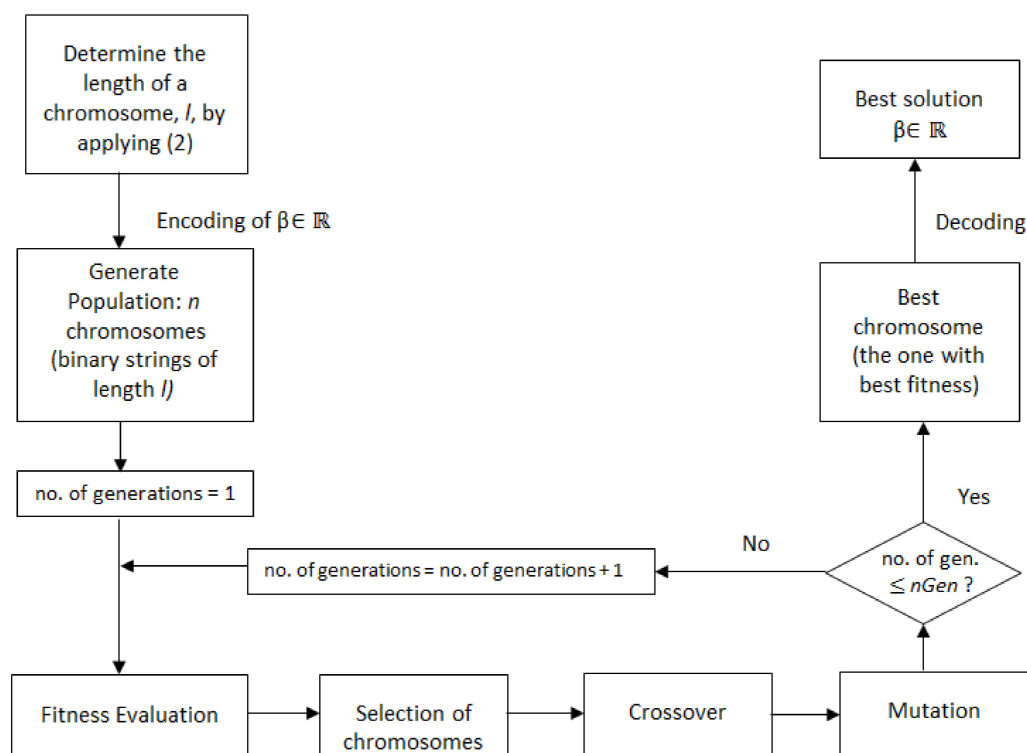 Determine the
length of a
chromosome, l, by
applying (2)
Encoding of β∈ ℝ
Generate
Population: n
chromosomes
(binary strings of
length l)
no. of generations = 1
no. of generations = no. of generations + 1
Fitness Evaluation
Selection of
chromosomes
Crossover
Mutation
no. of gen.
≤ nGen ?
No
Yes
Best
chromosome
(the one with
best fitness)
Decoding
Best solution
β∈ ℝ